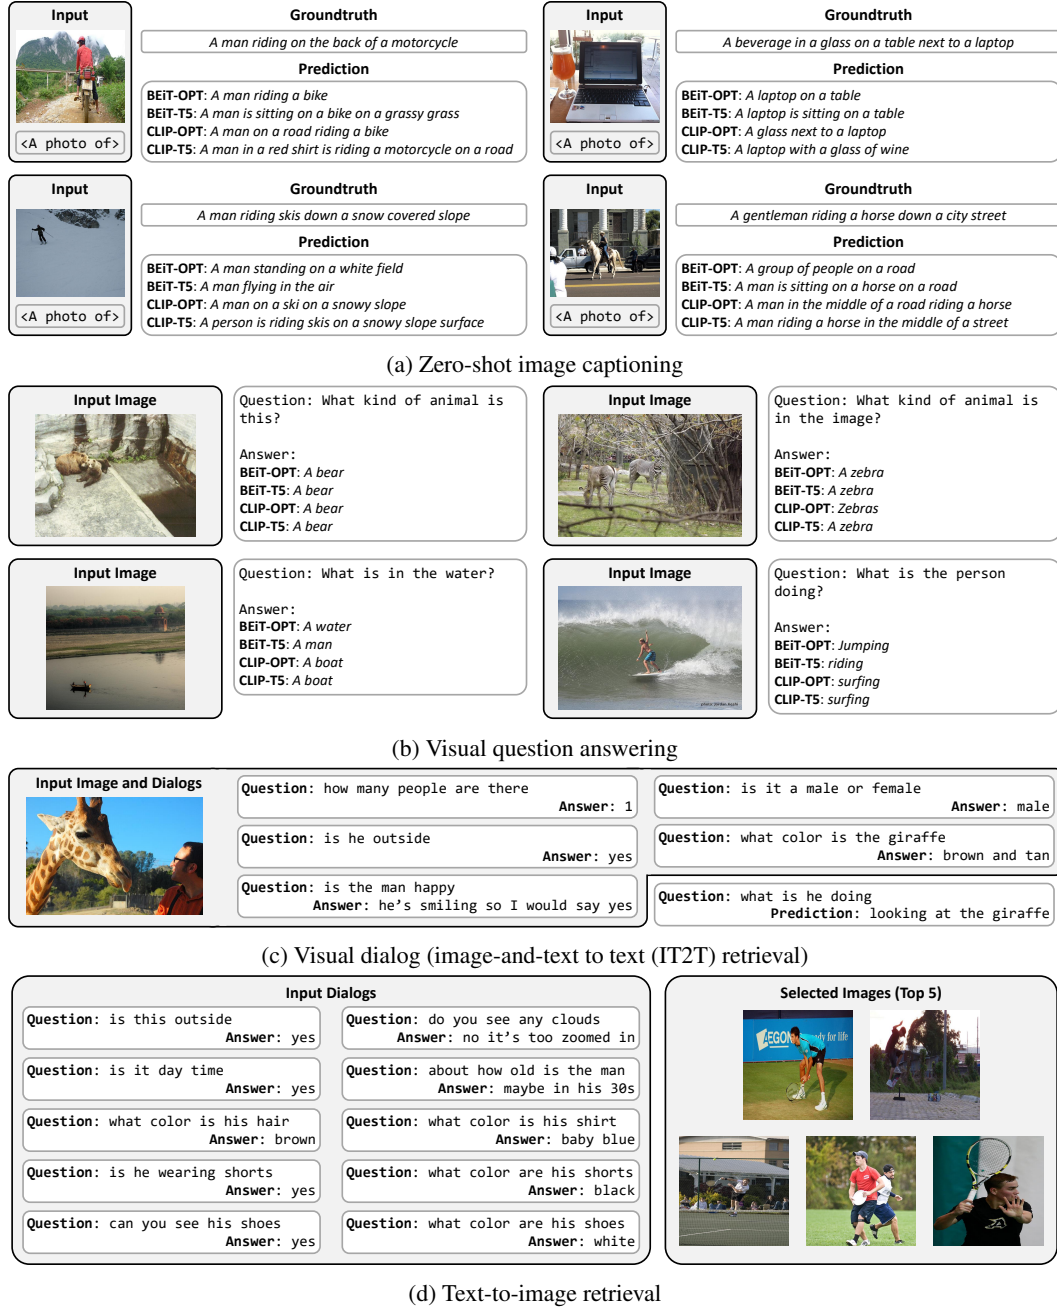 Input
Groundtruth
A man riding on the back of a motorcycle
Prediction
BEiT-OPT: A man riding a bike
BEiT-T5: A man is sitting on a bike on a grassy grass
CLIP-OPT: A man on a road riding a bike
CLIP-T5: A man in a red shirt is riding a motorcycle on a road
<A photo of>
Input
Groundtruth
A beverage in a glass on a table next to a laptop
Prediction
BEiT-OPT: A laptop on a table
BEiT-T5: A laptop is sitting on a table
CLIP-OPT: A glass next to a laptop
CLIP-T5: A laptop with a glass of wine
<A photo of>
Input
Groundtruth
A man riding skis down a snow covered slope
Prediction
BEiT-OPT: A man standing on a white field
BEiT-T5: A man flying in the air
CLIP-OPT: A man on a ski on a snowy slope
CLIP-T5: A person is riding skis on a snowy slope surface
<A photo of>
Input
Groundtruth
A gentleman riding a horse down a city street
Prediction
BEiT-OPT: A group of people on a road
BEiT-T5: A man is sitting on a horse on a road
CLIP-OPT: A man in the middle of a road riding a horse
CLIP-T5: A man riding a horse in the middle of a street
<A photo of>
(a) Zero-shot image captioning
Input Image
Question: What kind of animal is
this?
Answer:
BEiT-OPT: A bear
BEiT-T5: A bear
CLIP-OPT: A bear
CLIP-T5: A bear
Input Image
Question: What kind of animal is
in the image?
Answer:
BEiT-OPT: A zebra
BEiT-T5: A zebra
CLIP-OPT: Zebras
CLIP-T5: A zebra
Input Image
Question: What is in the water?
Answer:
BEiT-OPT: A water
BEiT-T5: A man
CLIP-OPT: A boat
CLIP-T5: A boat
Input Image
Question: What is the person
doing?
Answer:
BEiT-OPT: Jumping
BEiT-T5: riding
CLIP-OPT: surfing
CLIP-T5: surfing
(b) Visual question answering
Input Image and Dialogs
Question: how many people are there
Answer: 1
Question: is it a male or female
Answer: male
Question: is he outside
Answer: yes
Question: what color is the giraffe
Answer: brown and tan
Question: is the man happy
Answer: he's smiling so I would say yes
Question: what is he doing
Prediction: looking at the giraffe
(c) Visual dialog (image-and-text to text (IT2T) retrieval)
Input Dialogs
Question: is this outside
Answer: yes
Question: do you see any clouds
Answer: no it's too zoomed in
Question: is it day time
Answer: yes
Question: about how old is the man
Answer: maybe in his 30s
Question: what color is his hair
Answer: brown
Question: what color is his shirt
Answer: baby blue
Question: is he wearing shorts
Answer: yes
Question: what color are his shorts
Answer: black
Question: can you see his shoes
Answer: yes
Question: what color are his shoes
Answer: white
Selected Images (Top 5)
AEGON
dy for life
(d) Text-to-image retrieval